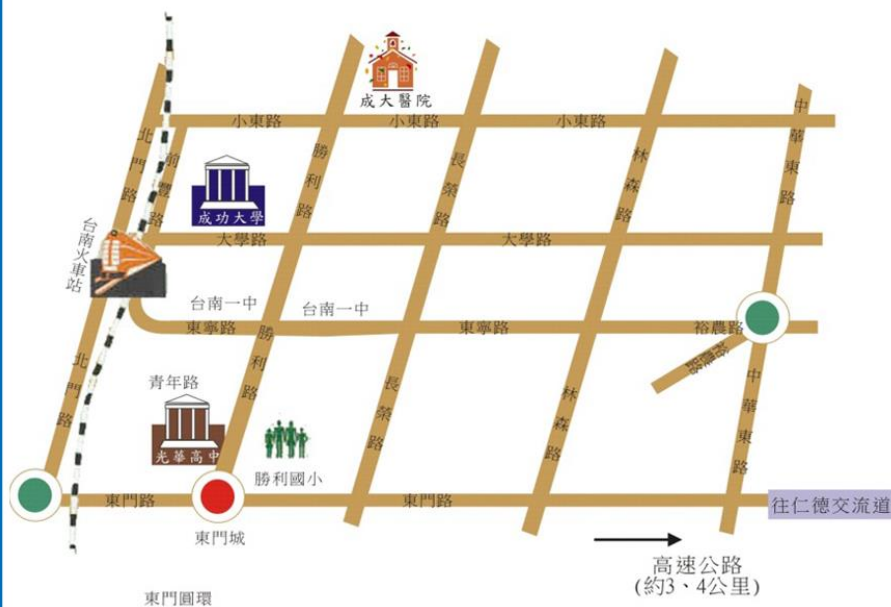 成大醫院
小東路
小東路
小東路
中華東路
北門路
前鋒路
勝利路
長榮路
林森路
成功大學
台南火車站
大學路
大學路
台南一中
台南一中
東寧路
勝利路
東寧路
裕農路
裕農路
北門路
青年路
長榮路
林森路
中華東路
光華高中
勝利國小
東門路
東門路
往仁德交流道
東門城
高速公路
(約3、4公里)
東門圓環